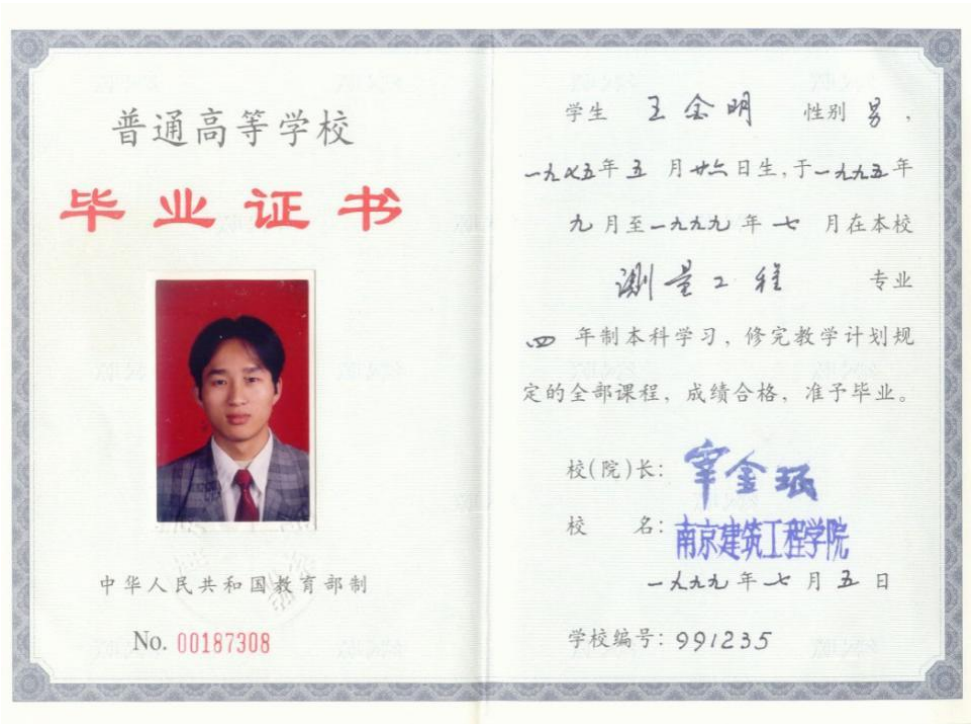 普通高等学校
毕业证书
中华人民共和国教育部制
No. 00187308
学生 王金明 性别 男，
一九七五年五月廿六日生，于一九九五年
九月至一九九九年七月在本校
测量工程 专业
四年制本科学习，修完教学计划规
定的全部课程，成绩合格，准予毕业。
校(院)长： 宰金珉
校 名：南京建筑工程学院
一九九九年七月五日
学校编号：991235